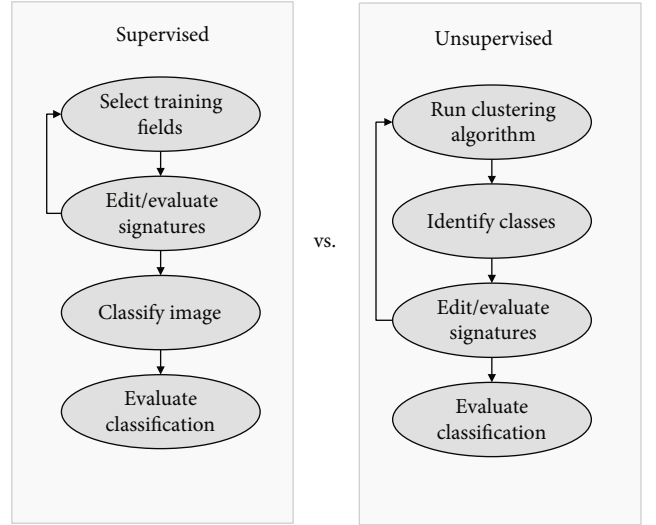 Supervised
Select training
fields
Edit/evaluate
signatures
Classify image
Evaluate
classification
vs.
Unsupervised
Run clustering
algorithm
Identify classes
Edit/evaluate
signatures
Evaluate
classification